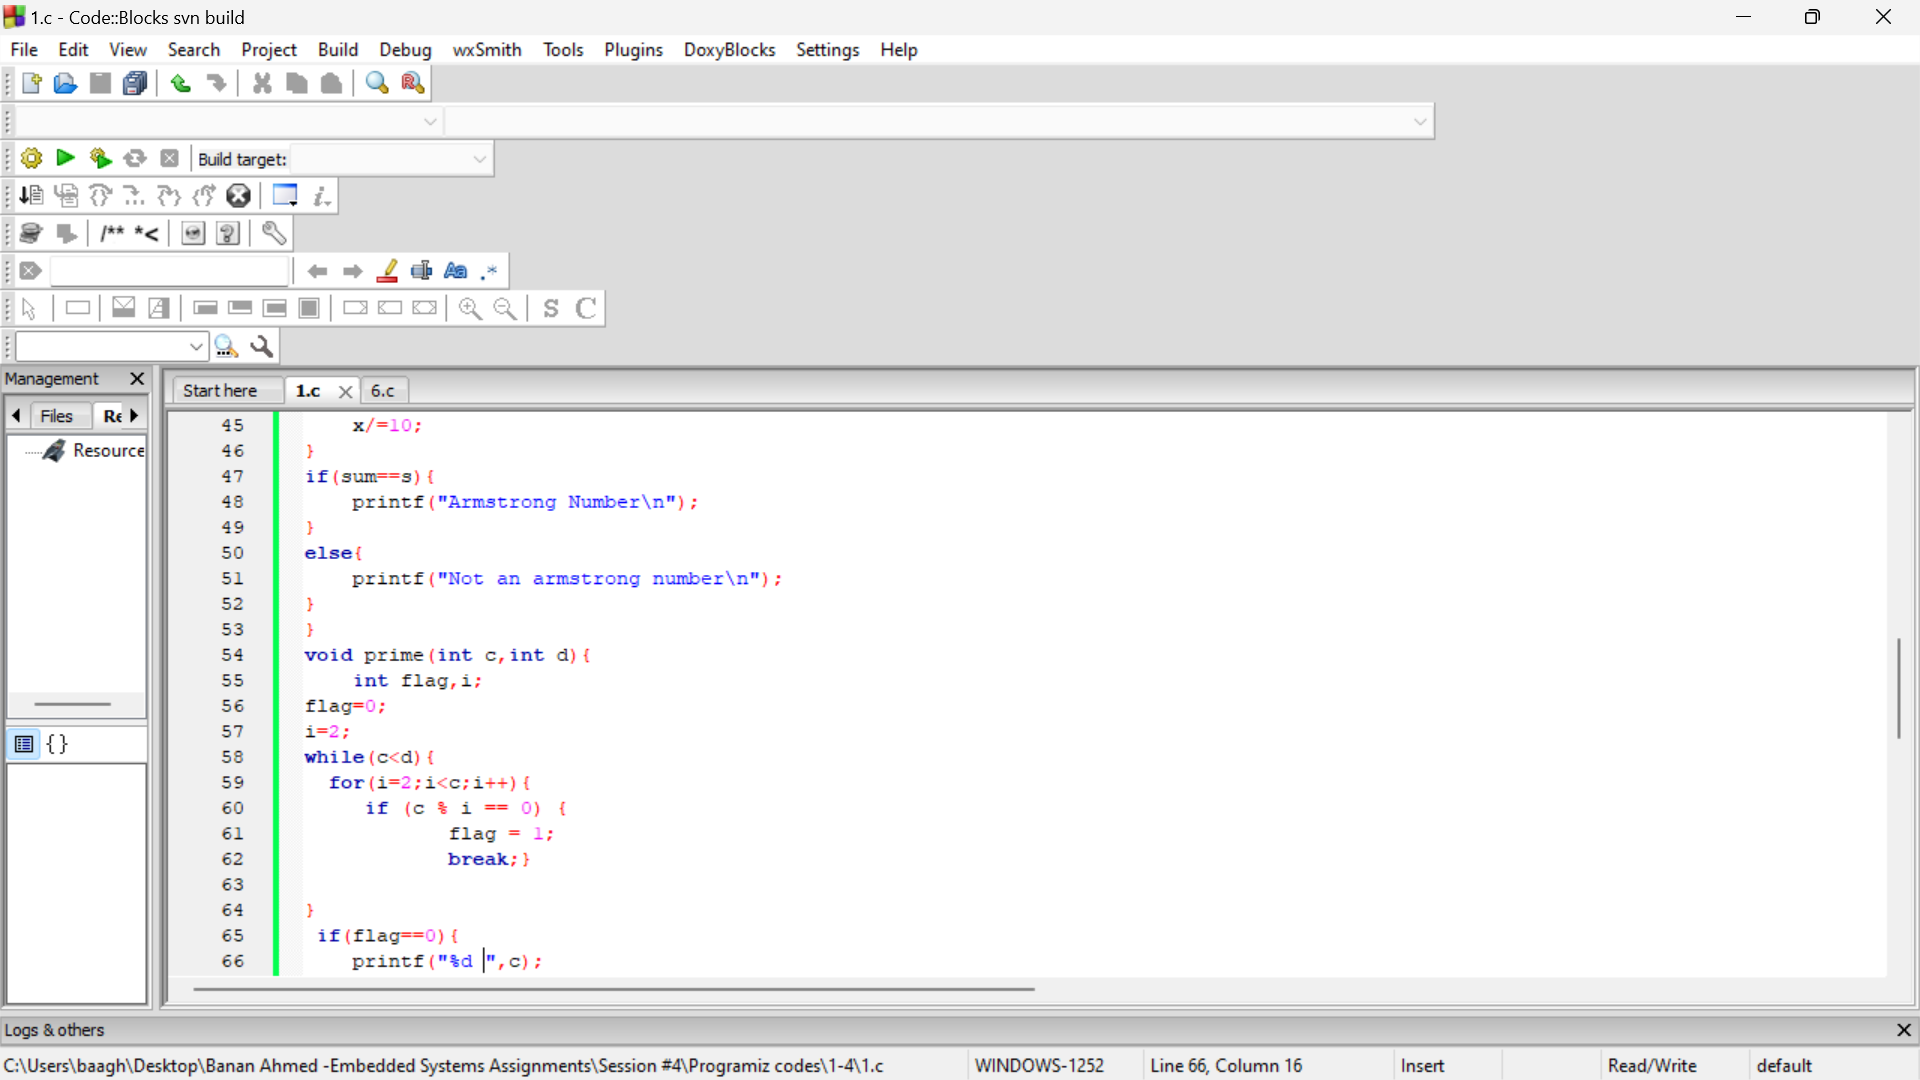 1.c - Code::Blocks svn build
File Edit View Search Project Build Debug wxSmith Tools Plugins DoxyBlocks Settings Help
Build target:
/** *<
Aa .*
S C
Management
Start here 1.c 6.c
Files Re
Resource
{}
45 x/=10;
46 }
47 if(sum==s){
48 printf("Armstrong Number\n");
49 }
50 else{
51 printf("Not an armstrong number\n");
52 }
53 }
54 void prime(int c,int d){
55 int flag,i;
56 flag=0;
57 i=2;
58 while(c<d){
59 for(i=2;i<c;i++){
60 if (c % i == 0) {
61 flag = 1;
62 break;}
63
64 }
65 if(flag==0){
66 printf("%d ",c);
Logs & others
C:\Users\baagh\Desktop\Banan Ahmed -Embedded Systems Assignments\Session #4\Programiz codes\1-4\1.c WINDOWS-1252 Line 66, Column 16 Insert Read/Write default